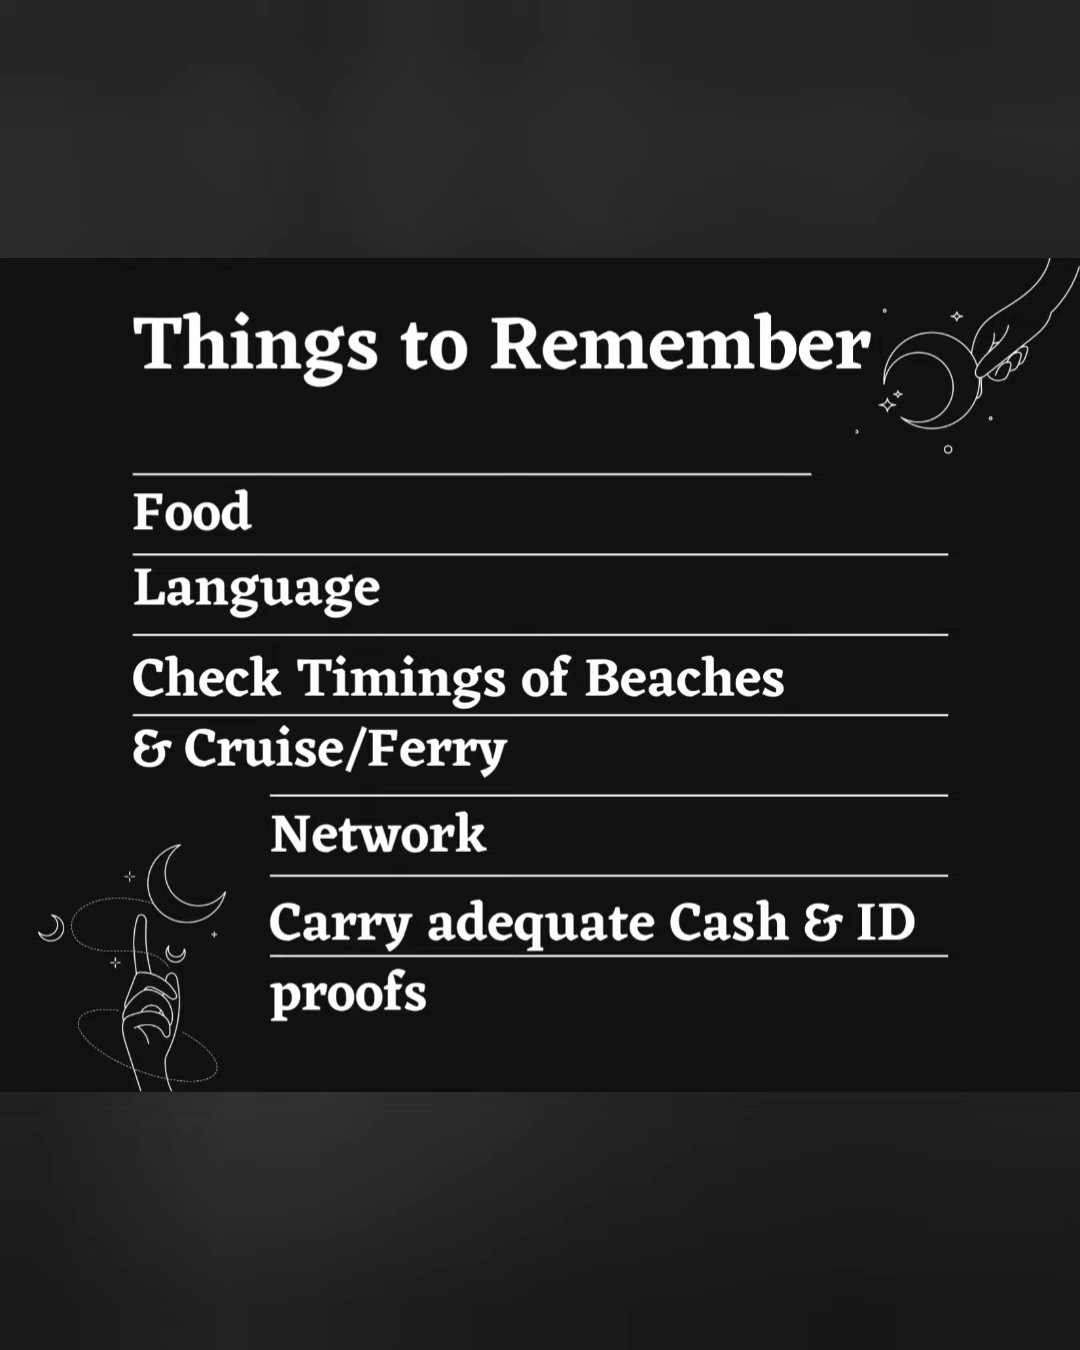 Things to Remember
Food
Language
Check Timings of Beaches
& Cruise/Ferry
Network
Carry adequate Cash & ID
proofs